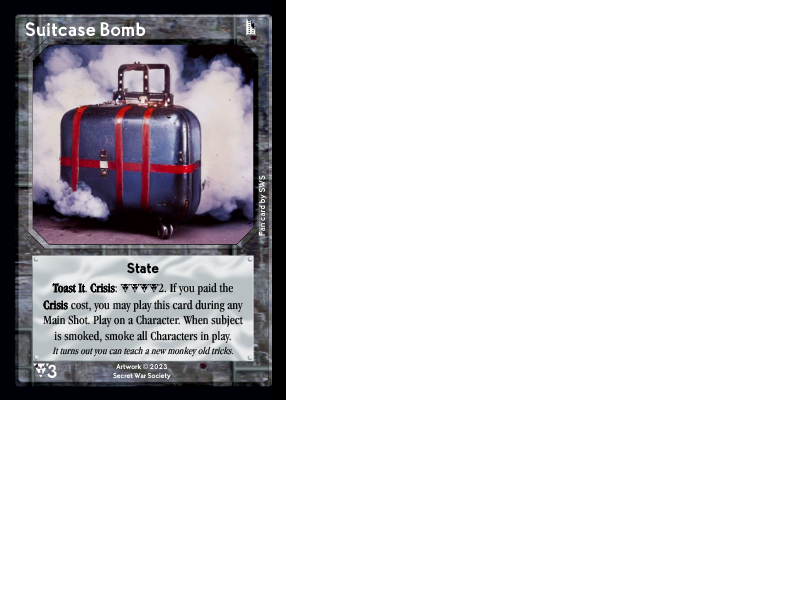 Suitcase Bomb
Fan card by SWS
State
Toast It. Crisis: 2. If you paid the
Crisis cost, you may play this card during any
Main Shot. Play on a Character. When subject
is smoked, smoke all Characters in play.
It turns out you can teach a new monkey old tricks.
3
Artwork © 2023
Secret War Society